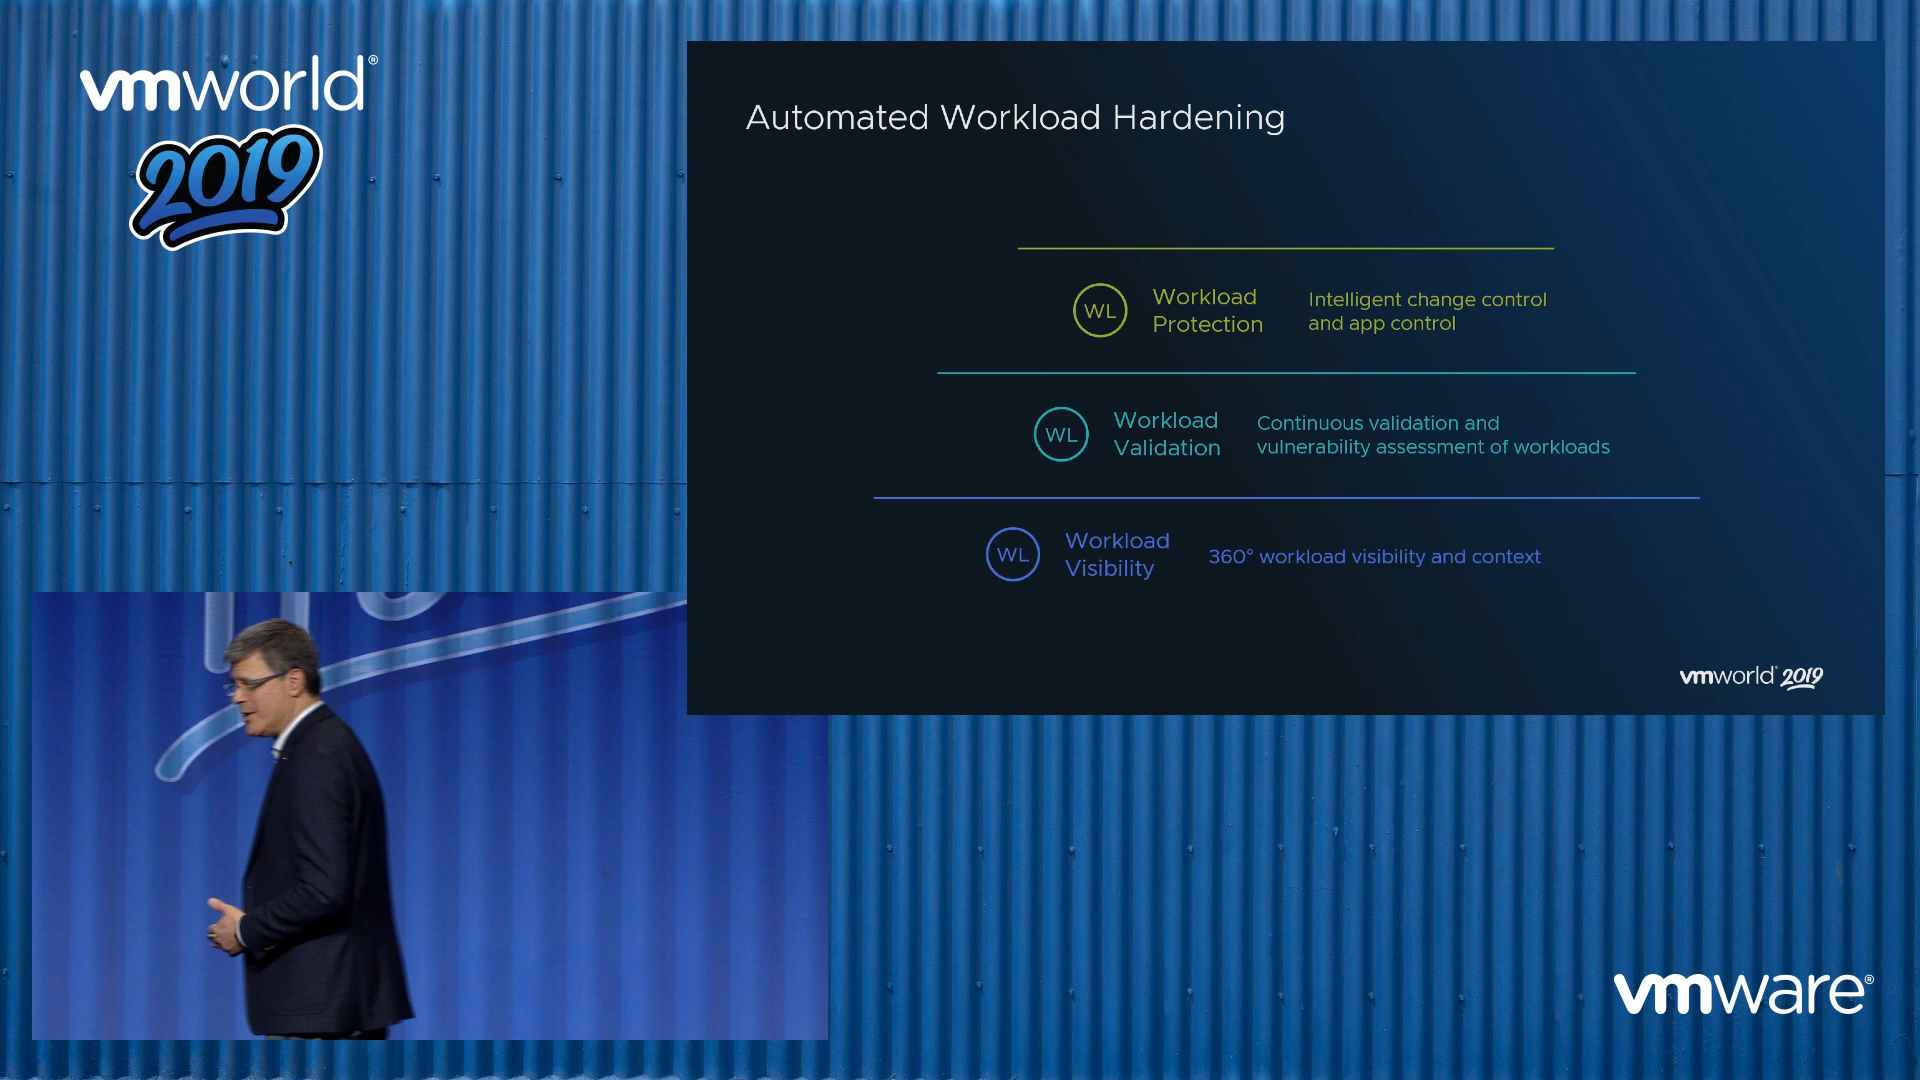 vmworld®
2019
Automated Workload Hardening
WL
Workload
Protection
Intelligent change control
and app control
WL
Workload
Validation
Continuous validation and
vulnerability assessment of workloads
WL
Workload
Visibility
360° workload visibility and context
vmworld® 2019
vmware®